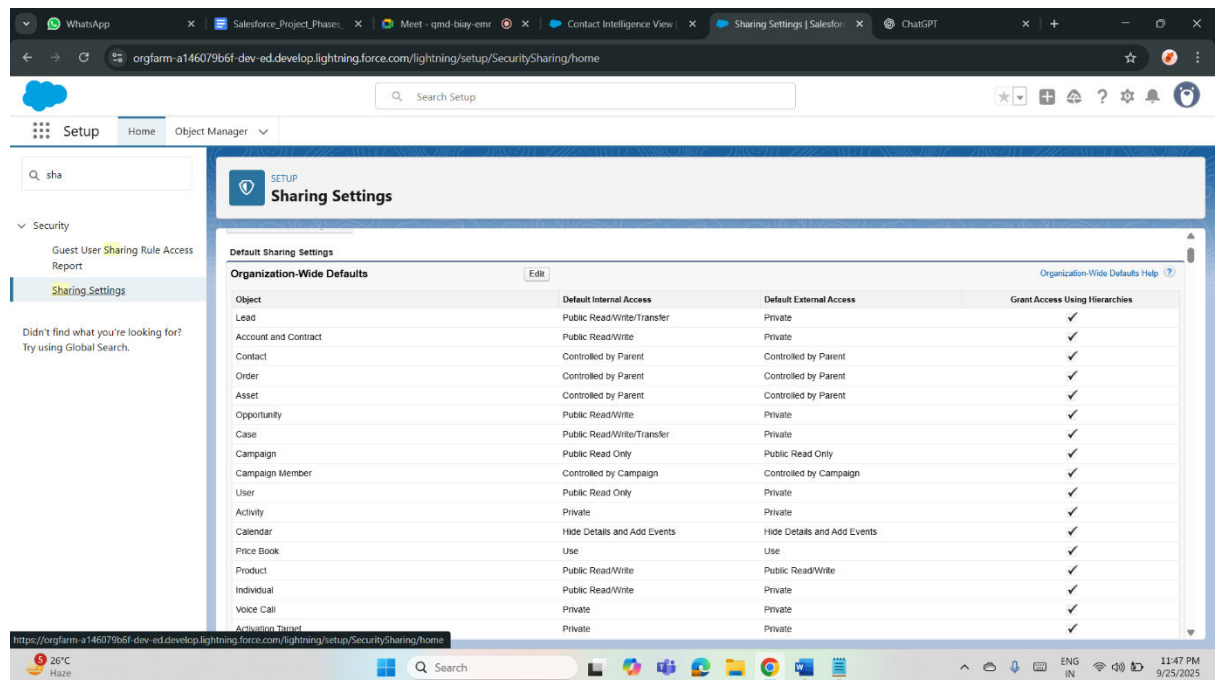 WhatsApp
Salesforce_Project_Phases_
Meet - qmd-biay-emr
Contact Intelligence View |
Sharing Settings | Salesforc
ChatGPT
orgfarm-a146079b6f-dev-ed.develop.lightning.force.com/lightning/setup/SecuritySharing/home
Search Setup
Setup Home Object Manager
sha
Security
Guest User Sharing Rule Access
Report
Sharing Settings
Didn't find what you're looking for?
Try using Global Search.
SETUP
Sharing Settings
Default Sharing Settings
Organization-Wide Defaults Edit Organization-Wide Defaults Help ?
Object Default Internal Access Default External Access Grant Access Using Hierarchies
Lead Public Read/Write/Transfer Private ✓
Account and Contract Public Read/Write Private ✓
Contact Controlled by Parent Controlled by Parent ✓
Order Controlled by Parent Controlled by Parent ✓
Asset Controlled by Parent Controlled by Parent ✓
Opportunity Public Read/Write Private ✓
Case Public Read/Write/Transfer Private ✓
Campaign Public Read Only Public Read Only ✓
Campaign Member Controlled by Campaign Controlled by Campaign ✓
User Public Read Only Private ✓
Activity Private Private ✓
Calendar Hide Details and Add Events Hide Details and Add Events ✓
Price Book Use Use ✓
Product Public Read/Write Public Read/Write ✓
Individual Public Read/Write Private ✓
Voice Call Private Private ✓
Activation Target Private Private ✓
https://orgfarm-a146079b6f-dev-ed.develop.lightning.force.com/lightning/setup/SecuritySharing/home
5
26°C
Haze
Search
ENG
IN
11:47 PM
9/25/2025